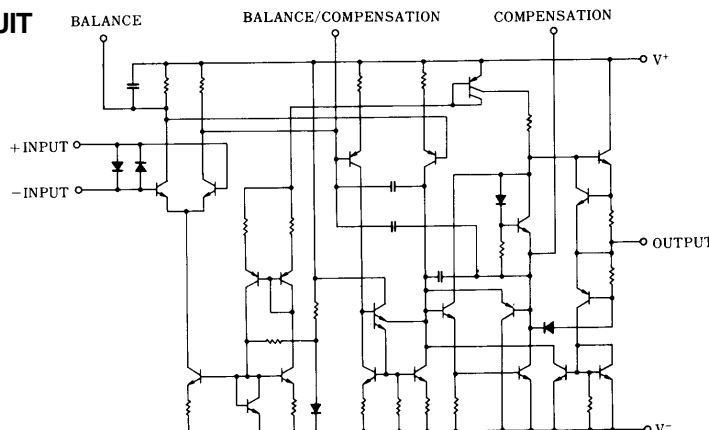 UIT
BALANCE
BALANCE/COMPENSATION
COMPENSATION
V+
+INPUT
−INPUT
OUTPUT
V−